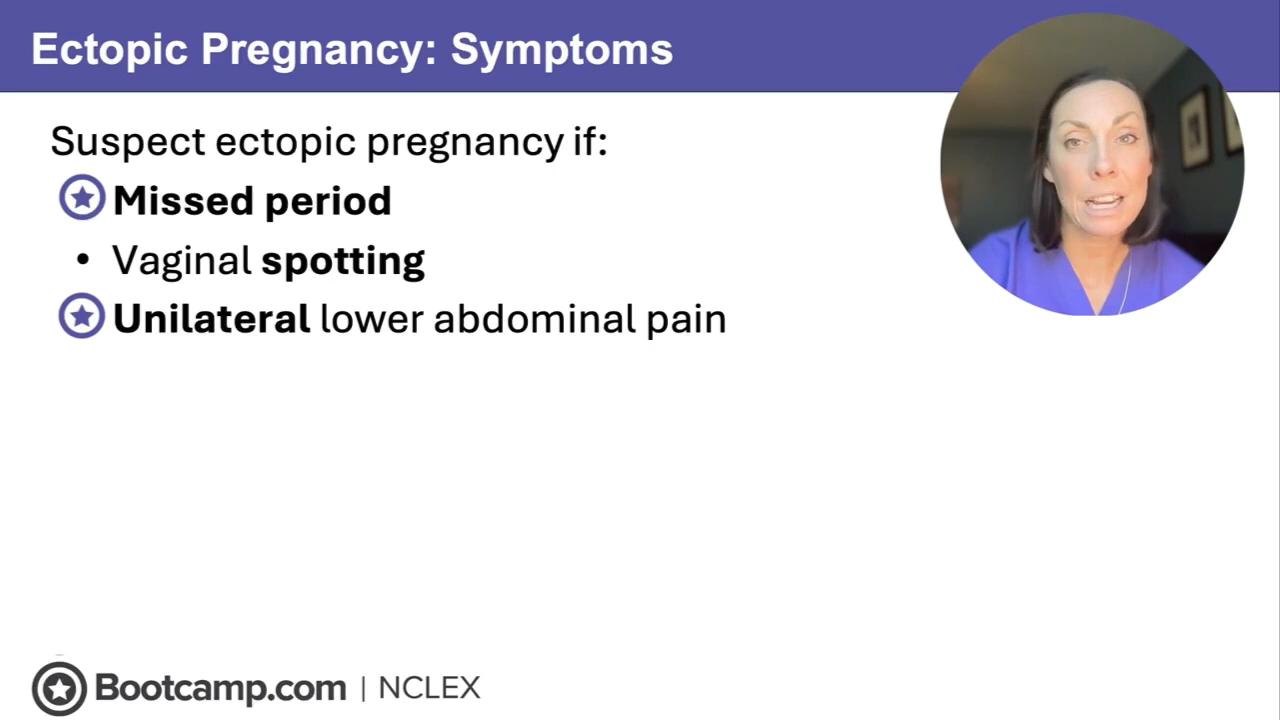 Ectopic Pregnancy: Symptoms
Suspect ectopic pregnancy if:
Missed period
• Vaginal spotting
Unilateral lower abdominal pain
Bootcamp.com | NCLEX